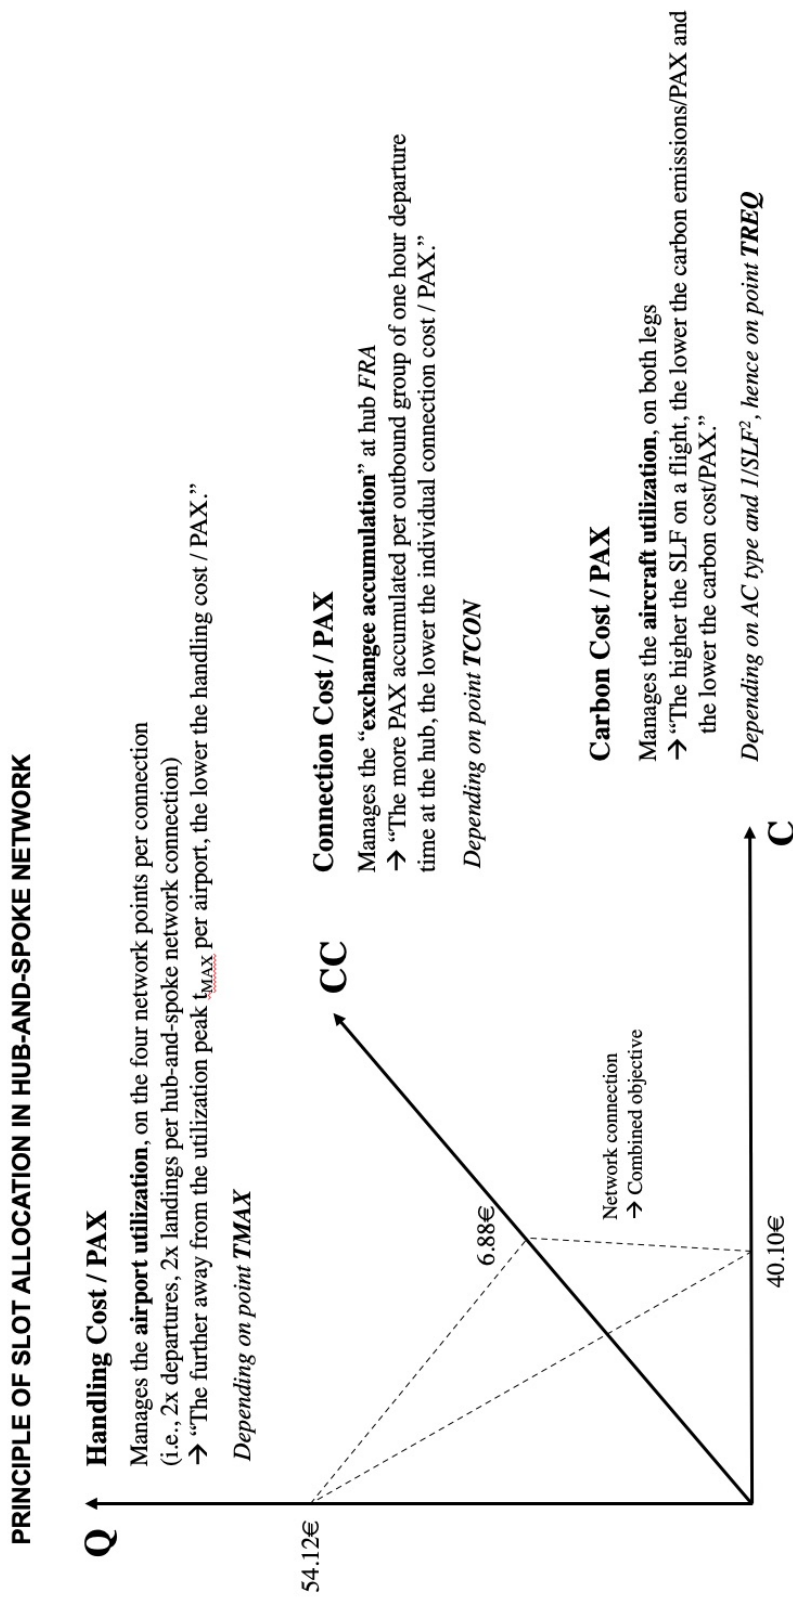 PRINCIPLE OF SLOT ALLOCATION IN HUB-AND-SPOKE NETWORK
Q
Handling Cost / PAX
Manages the airport utilization, on the four network points per connection
(i.e., 2x departures, 2x landings per hub-and-spoke network connection)
→ “The further away from the utilization peak tMAX per airport, the lower the handling cost / PAX.”
Depending on point TMAX
54.12€
CC
Connection Cost / PAX
Manages the “exchangee accumulation” at hub FRA
→ “The more PAX accumulated per outbound group of one hour departure
time at the hub, the lower the individual connection cost / PAX.”
Depending on point TCON
6.88€
Network connection
→ Combined objective
Carbon Cost / PAX
Manages the aircraft utilization, on both legs
→ “The higher the SLF on a flight, the lower the carbon emissions/PAX and
the lower the carbon cost/PAX.”
Depending on AC type and 1/SLF², hence on point TREQ
40.10€
C